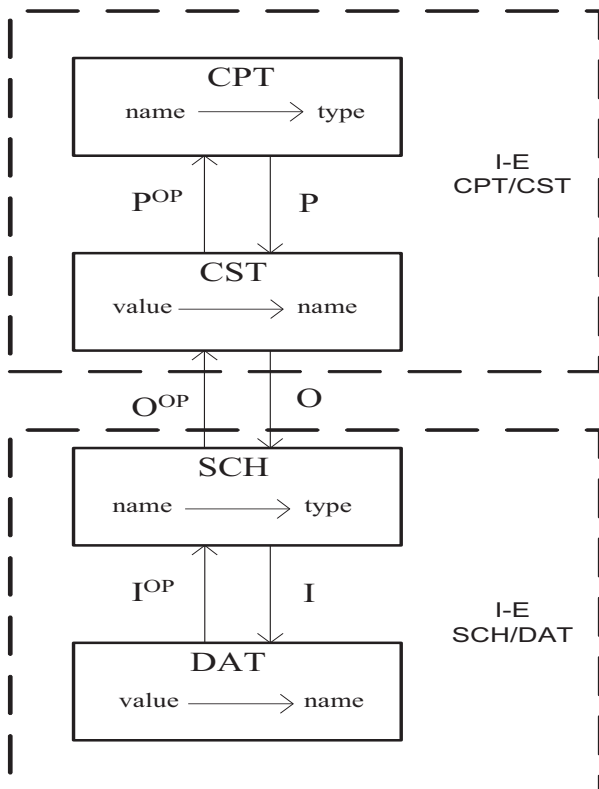 CPT
name type
I-E
CPT/CST
P^OP P
CST
value name
O^OP O
SCH
name type
I^OP I
I-E
SCH/DAT
DAT
value name